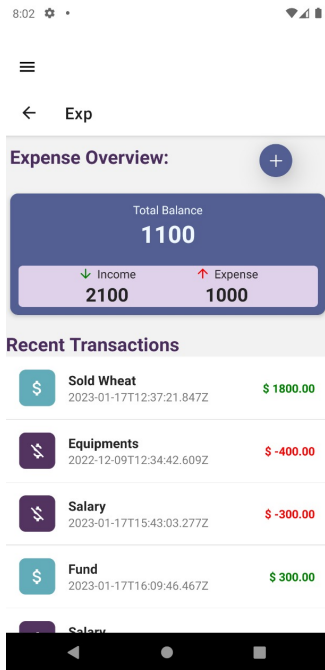 8:02
Exp
Expense Overview:
+
Total Balance
1100
Income Expense
2100 1000
Recent Transactions
Sold Wheat
$ 1800.00
2023-01-17T12:37:21.847Z
Equipments
$ -400.00
2022-12-09T12:34:42.609Z
Salary
$ -300.00
2023-01-17T15:43:03.277Z
Fund
$ 300.00
2023-01-17T16:09:46.467Z
Salary